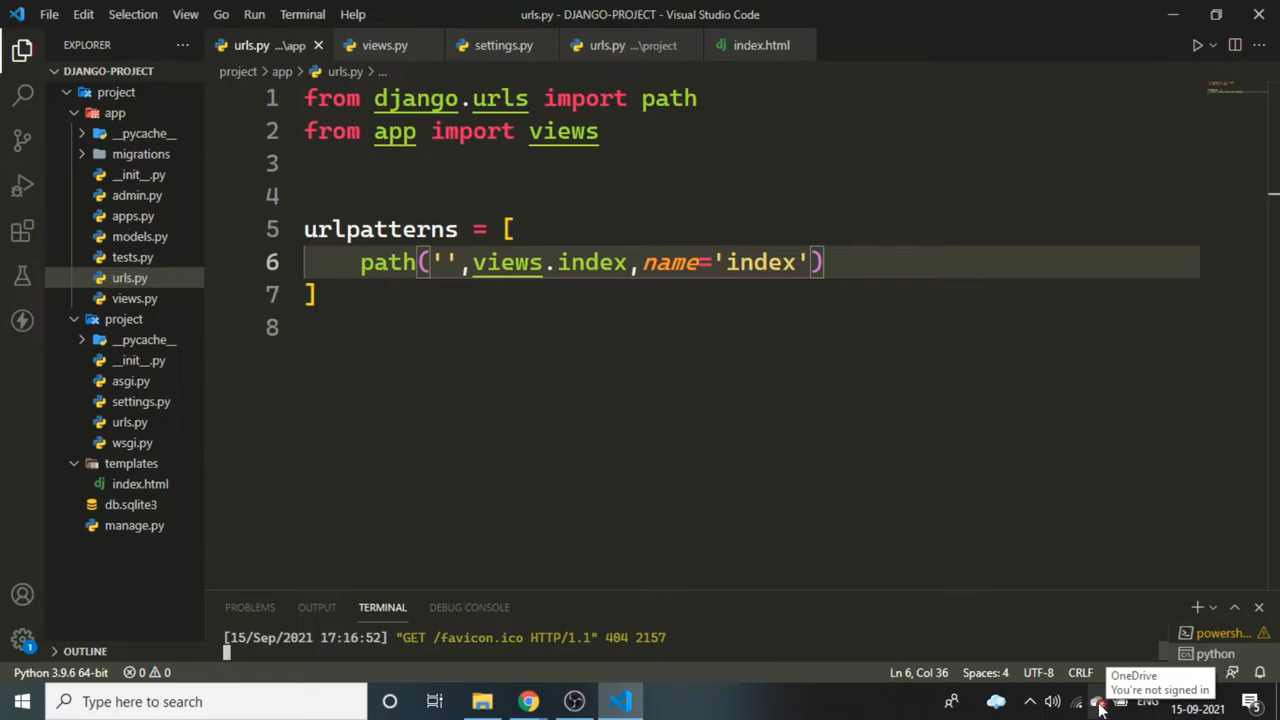 File Edit Selection View Go Run Terminal Help
urls.py - DJANGO-PROJECT - Visual Studio Code
EXPLORER
urls.py ...\app
views.py
settings.py
urls.py ...\project
index.html
DJANGO-PROJECT
project
app
__pycache__
migrations
__init__.py
admin.py
apps.py
models.py
tests.py
urls.py
views.py
project
__pycache__
__init__.py
asgi.py
settings.py
urls.py
wsgi.py
templates
index.html
db.sqlite3
manage.py
OUTLINE
project > app > urls.py > ...
1 from django.urls import path
2 from app import views
3
4
5 urlpatterns = [
6 path('',views.index,name='index')
7 ]
8
PROBLEMS OUTPUT TERMINAL DEBUG CONSOLE
[15/Sep/2021 17:16:52] "GET /favicon.ico HTTP/1.1" 404 2157
powersh...
python
Python 3.9.6 64-bit 0 0
Ln 6, Col 36 Spaces: 4 UTF-8 CRLF
OneDrive
You're not signed in
1
Type here to search
ENG
15-09-2021
5